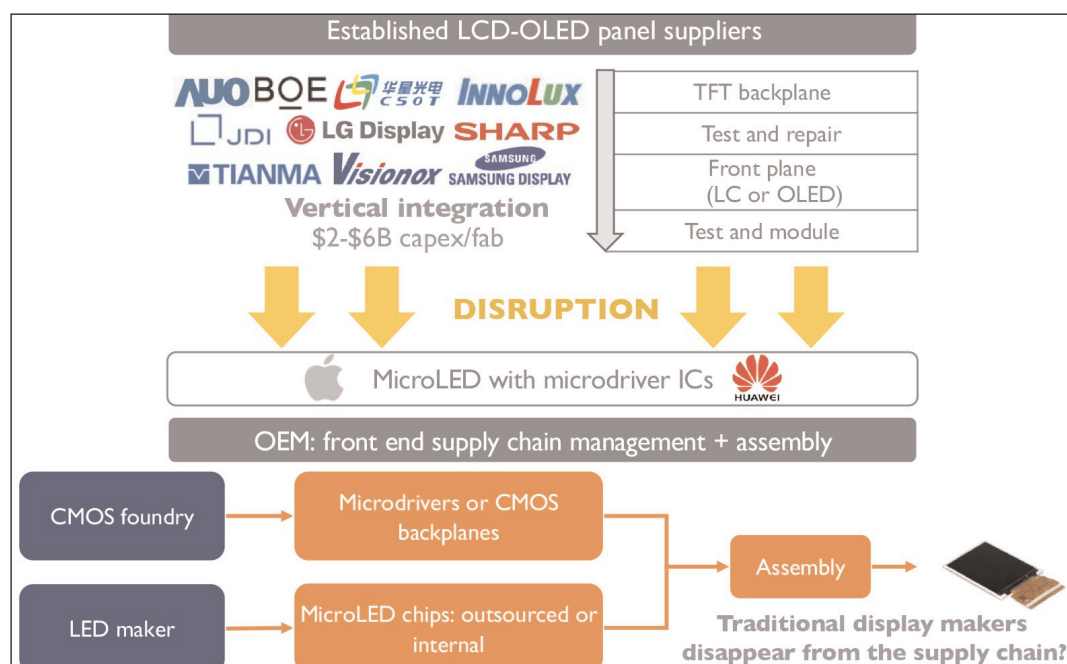 Established LCD-OLED panel suppliers
AUO BOE 华星光电 CSOT INNOLUX
JDI LG Display SHARP
TIANMA Visionox SAMSUNG SAMSUNG DISPLAY
Vertical integration
$2-$6B capex/fab
TFT backplane
Test and repair
Front plane
(LC or OLED)
Test and module
DISRUPTION
MicroLED with microdriver ICs
HUAWEI
OEM: front end supply chain management + assembly
CMOS foundry
Microdrivers or CMOS
backplanes
LED maker
MicroLED chips: outsourced or
internal
Assembly
Traditional display makers
disappear from the supply chain?